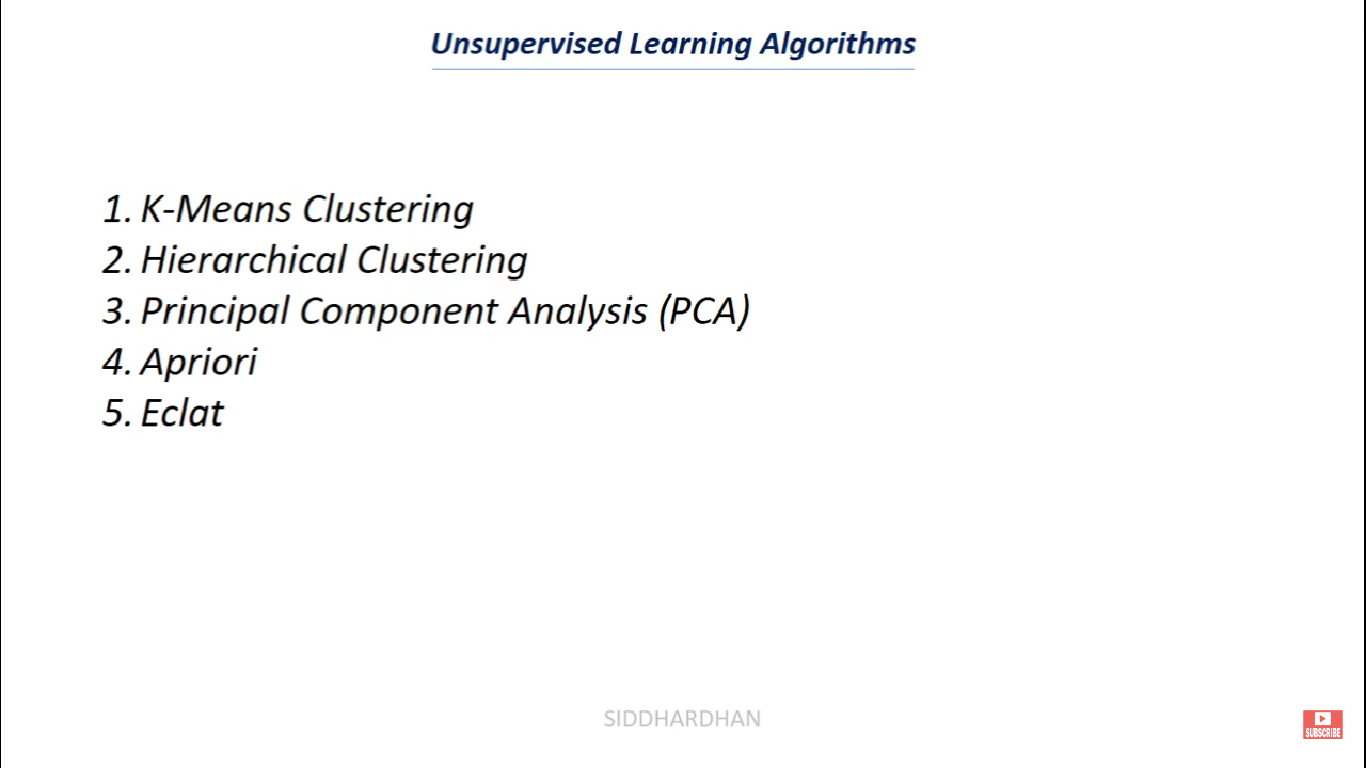 Unsupervised Learning Algorithms
1. K-Means Clustering
2. Hierarchical Clustering
3. Principal Component Analysis (PCA)
4. Apriori
5. Eclat
SIDDHARDHAN
SUBSCRIBE